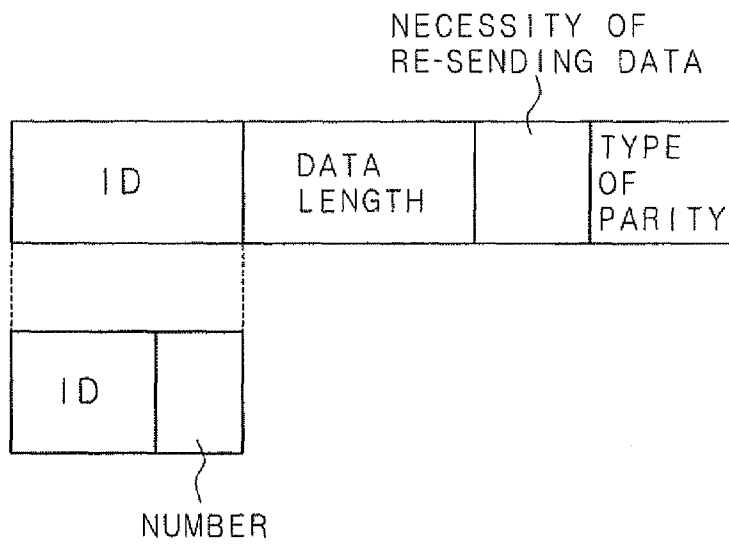 NECESSITY OF
RE-SENDING DATA
ID
DATA
LENGTH
TYPE
OF
PARITY
ID
NUMBER